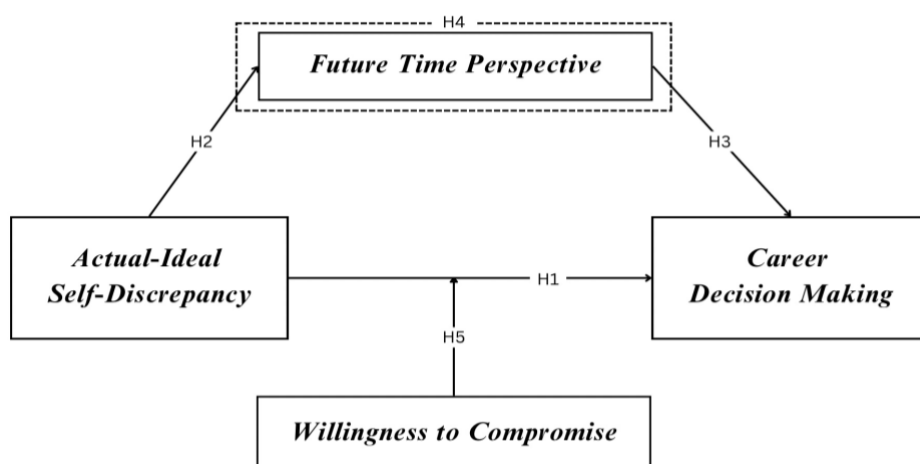 H4
Future Time Perspective
H2
H3
Actual-Ideal
Self-Discrepancy
Career
Decision Making
H1
H5
Willingness to Compromise